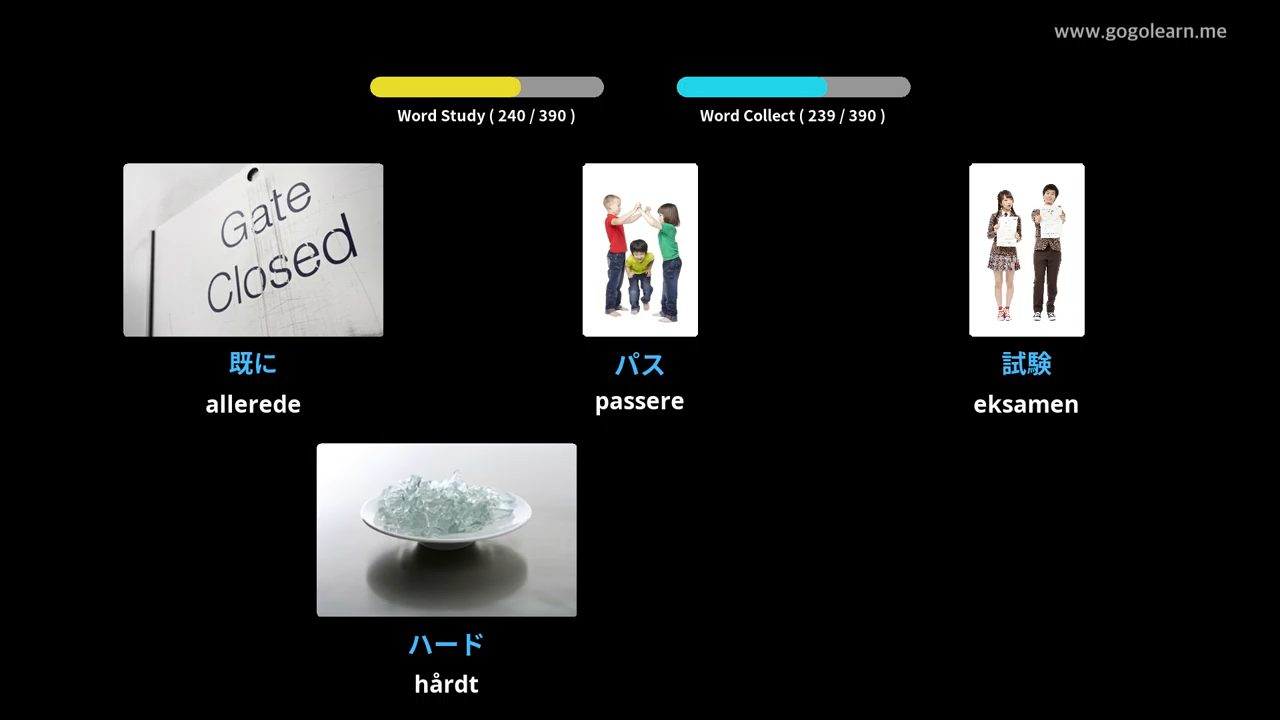 www.gogolearn.me
Word Study ( 240 / 390 )
Word Collect ( 239 / 390 )
Gate
Closed
既に
allerede
パス
passere
試験
eksamen
ハード
hårdt